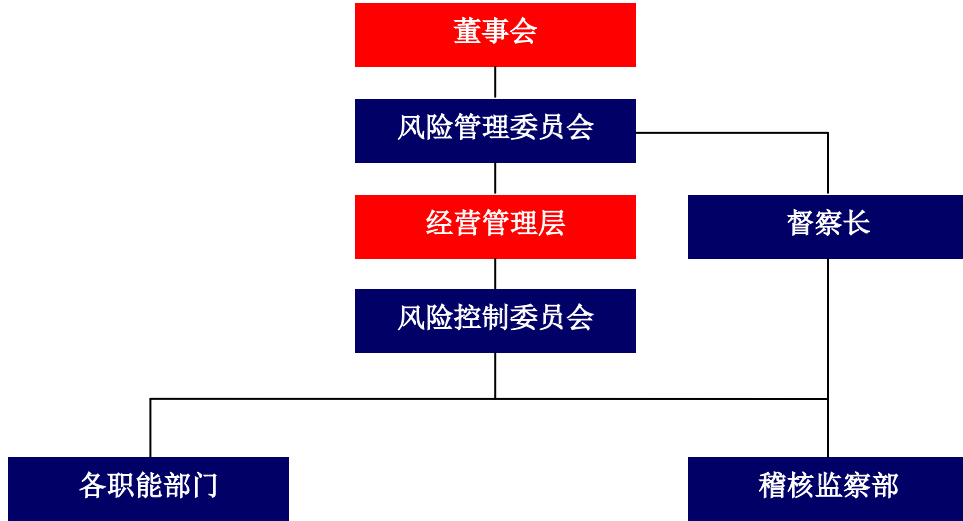 董事会
风险管理委员会
经营管理层
督察长
风险控制委员会
各职能部门
稽核监察部